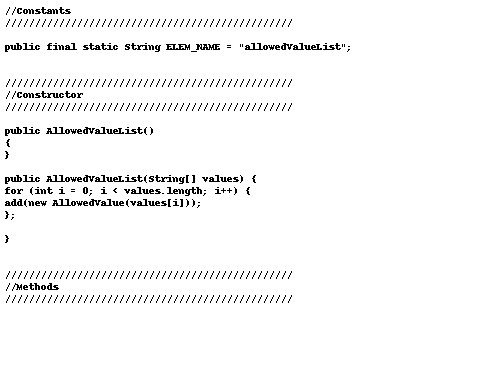 //Constants
////////////////////////////////////////////////
public final static String ELEM_NAME = "allowedValueList";
////////////////////////////////////////////////
//Constructor
////////////////////////////////////////////////
public AllowedValueList()
{
}
public AllowedValueList(String[] values) {
for (int i = 0; i < values.length; i++) {
add(new AllowedValue(values[i]));
};
}
////////////////////////////////////////////////
//Methods
////////////////////////////////////////////////